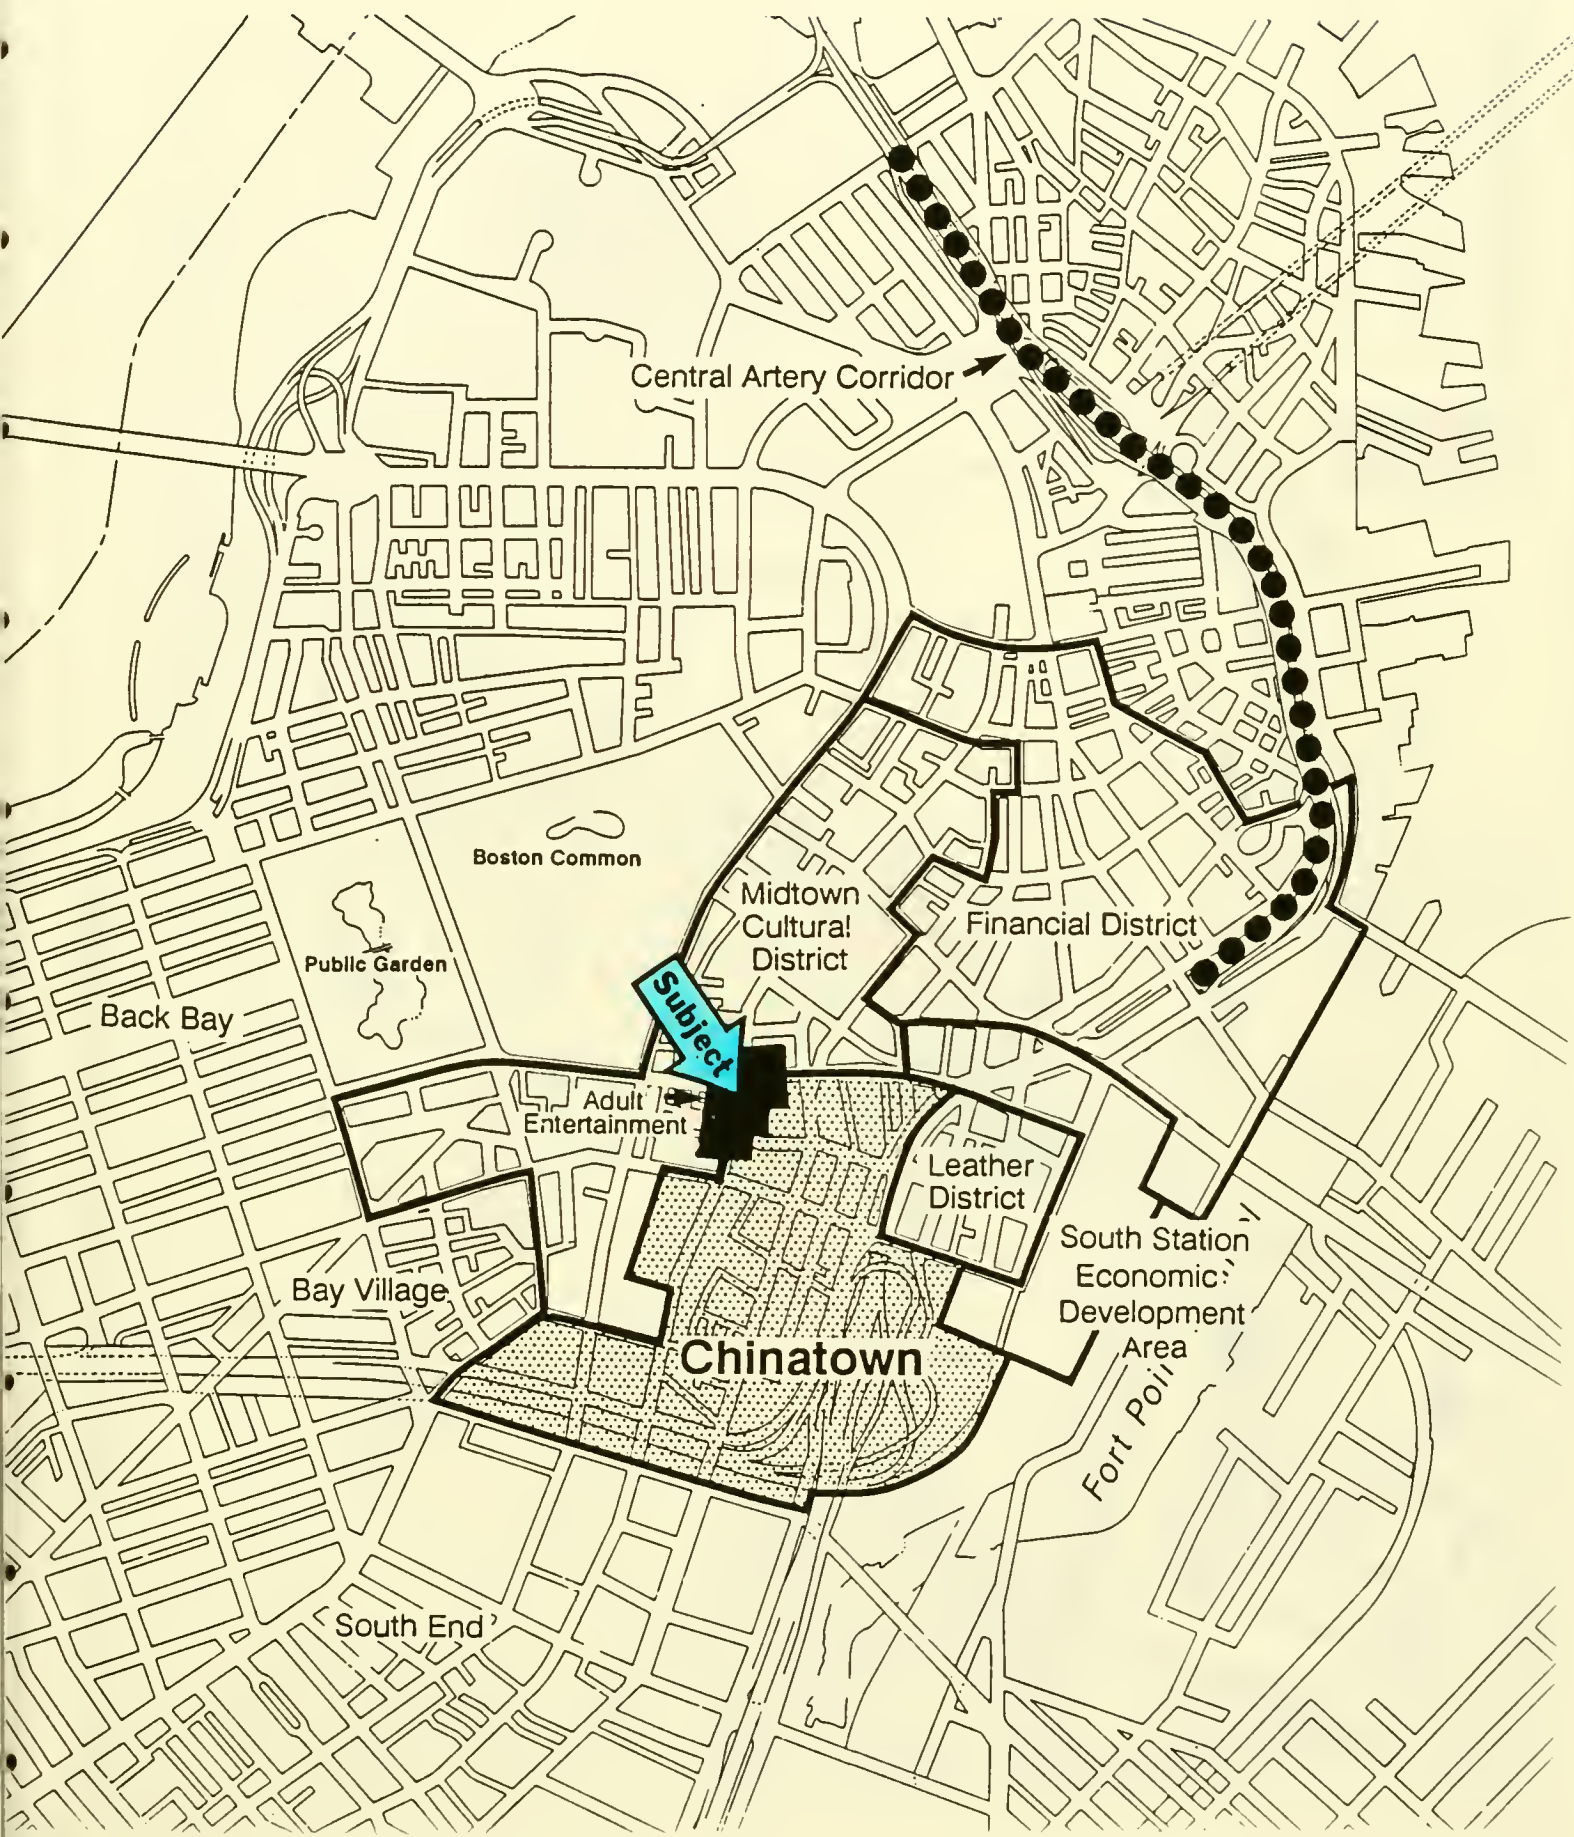 Central Artery Corridor
Boston Common
Midtown
Cultural
District
Financial District
Public Garden
Back Bay
Subject
Adult
Entertainment
Leather
District
South Station
Economic
Development
Area
Bay Village
Chinatown
Fort Poin
South End